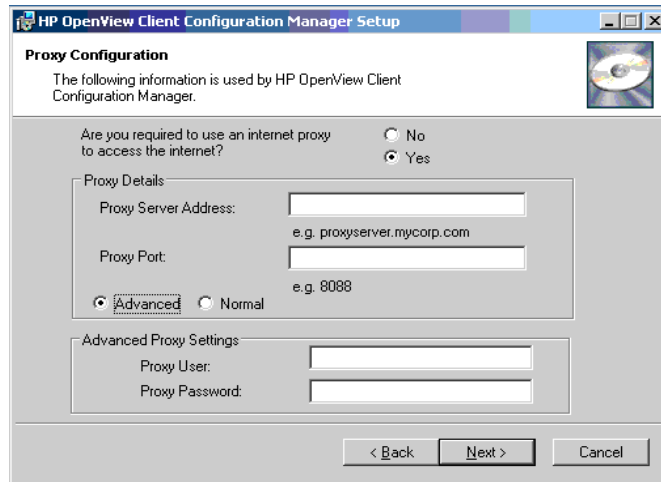 HP OpenView Client Configuration Manager Setup
Proxy Configuration
The following information is used by HP OpenView Client
Configuration Manager.
Are you required to use an internet proxy
to access the internet?
No
Yes
Proxy Details
Proxy Server Address:
e.g. proxyserver.mycorp.com
Proxy Port:
e.g. 8088
Advanced Normal
Advanced Proxy Settings
Proxy User:
Proxy Password:
< Back Next > Cancel